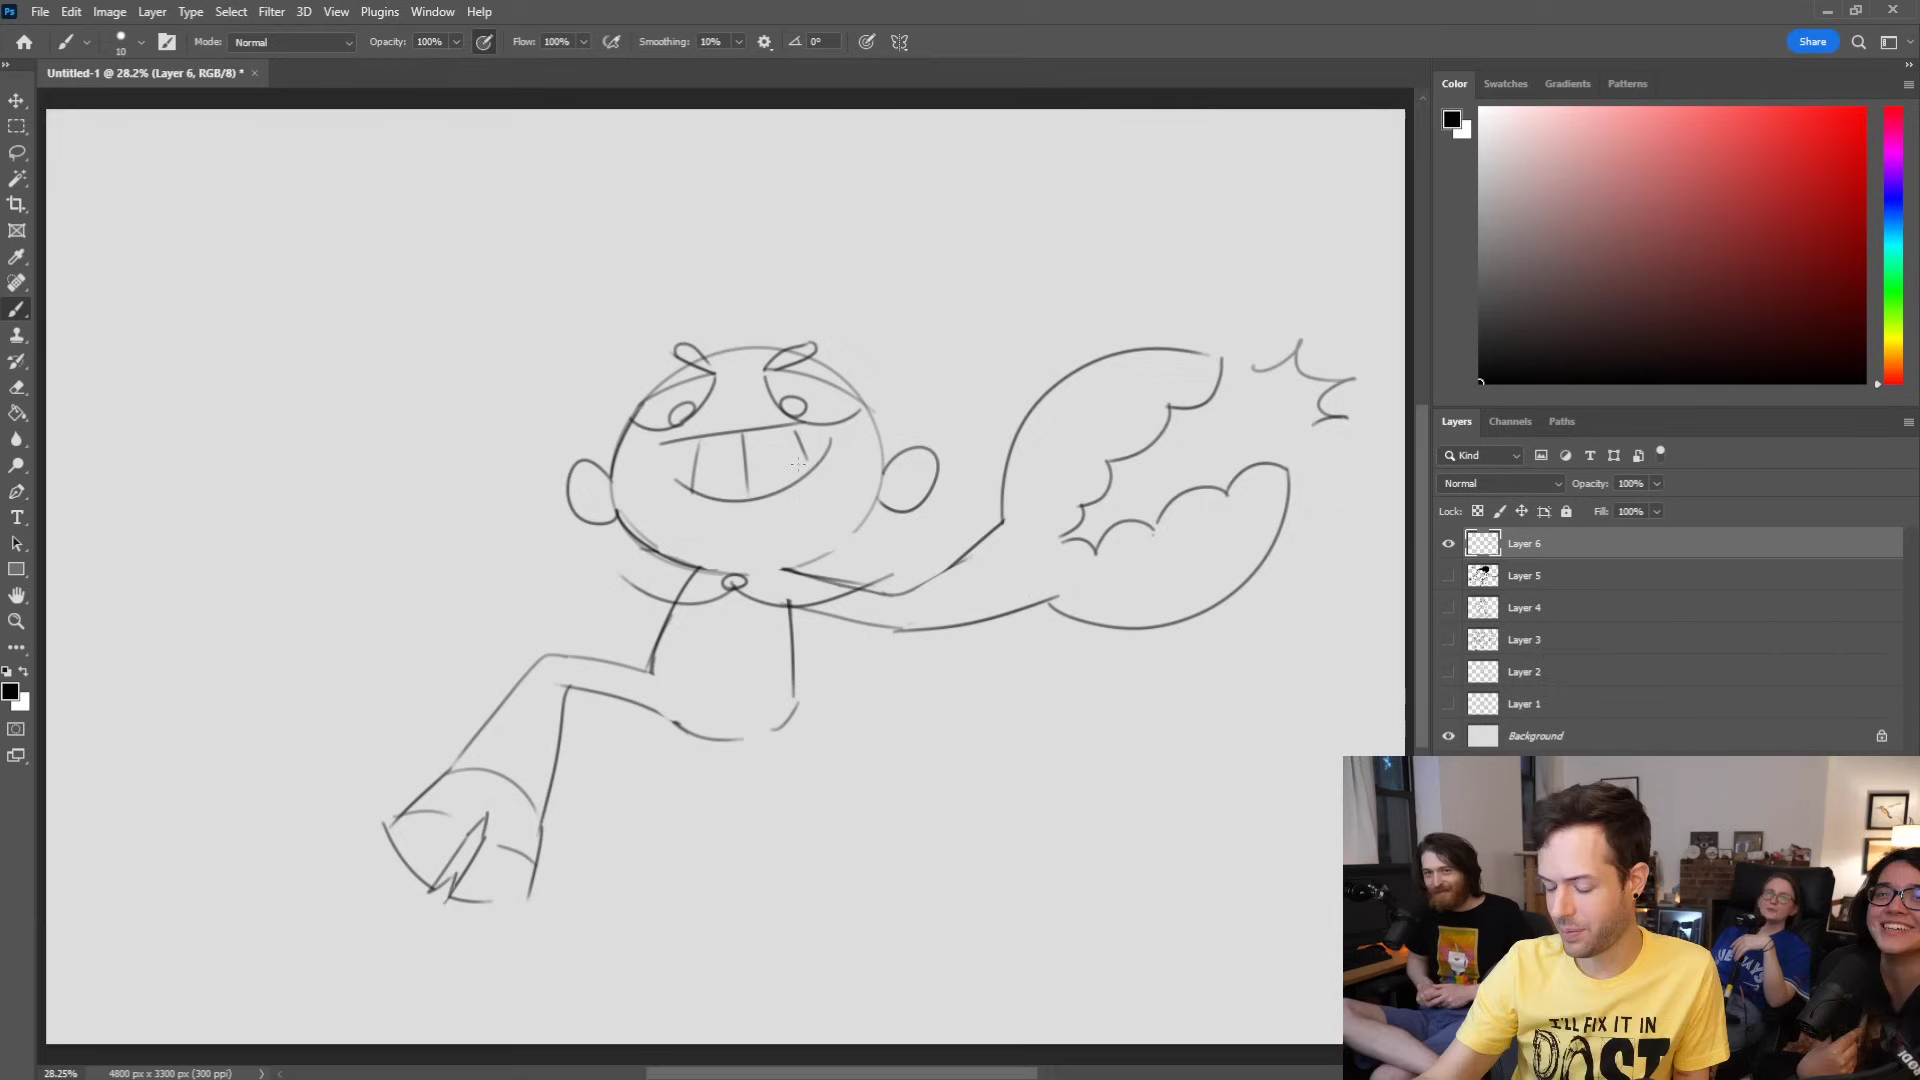 Ps File Edit Image Layer Type Select Filter 3D View Plugins Window Help
10 Mode: Normal Opacity: 100% Flow: 100% Smoothing: 10% 0° Share
Untitled-1 @ 28.2% (Layer 6, RGB/8) *
Color Swatches Gradients Patterns
Layers Channels Paths
Kind
Normal Opacity: 100%
Lock: Fill: 100%
Layer 6
Layer 5
Layer 4
Layer 3
Layer 2
Layer 1
Background
I'LL FIX IT IN
POST
28.25% 4800 px x 3300 px (300 ppi)